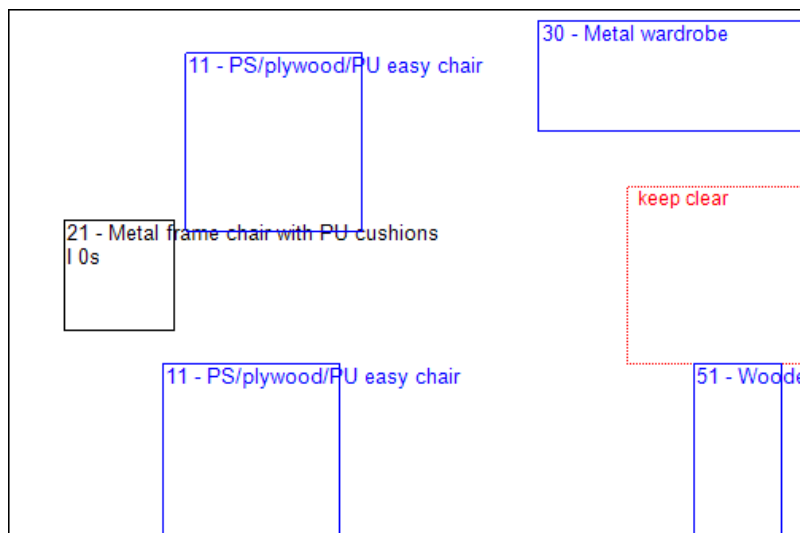 30 - Metal wardrobe
11 - PS/plywood/PU easy chair
keep clear
21 - Metal frame chair with PU cushions
I 0s
11 - PS/plywood/PU easy chair
51 - Woode